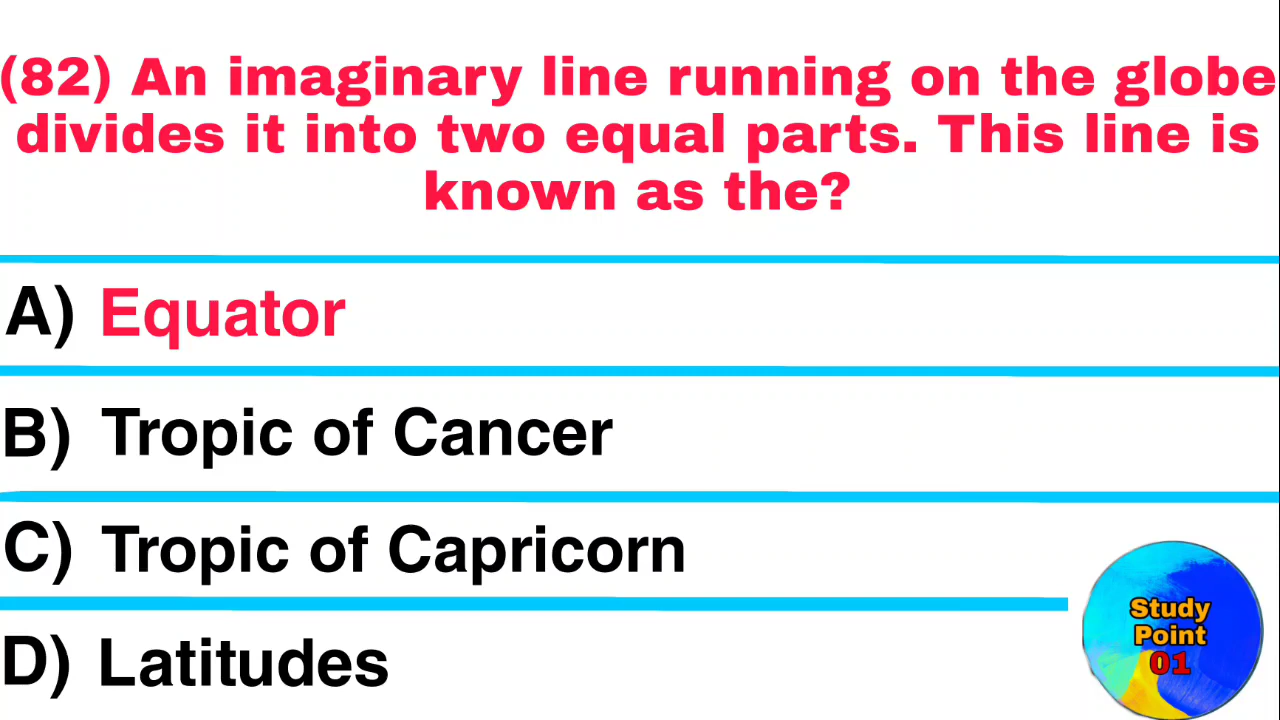 (82) An imaginary line running on the globe
divides it into two equal parts. This line is
known as the?
A) Equator
B) Tropic of Cancer
C) Tropic of Capricorn
D) Latitudes
Study
Point
01